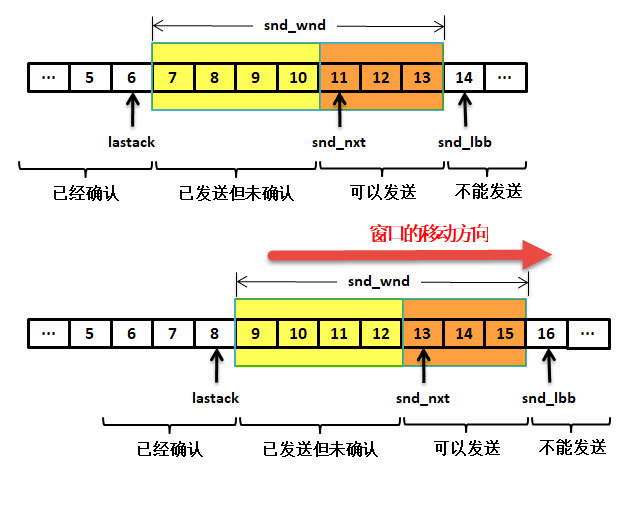 snd_wnd
... 5 6 7 8 9 10 11 12 13 14 ...
lastack snd_nxt snd_lbb
已经确认 已发送但未确认 可以发送 不能发送
窗口的移动方向
snd_wnd
... 5 6 7 8 9 10 11 12 13 14 15 16 ...
lastack snd_nxt snd_lbb
已经确认 已发送但未确认 可以发送 不能发送